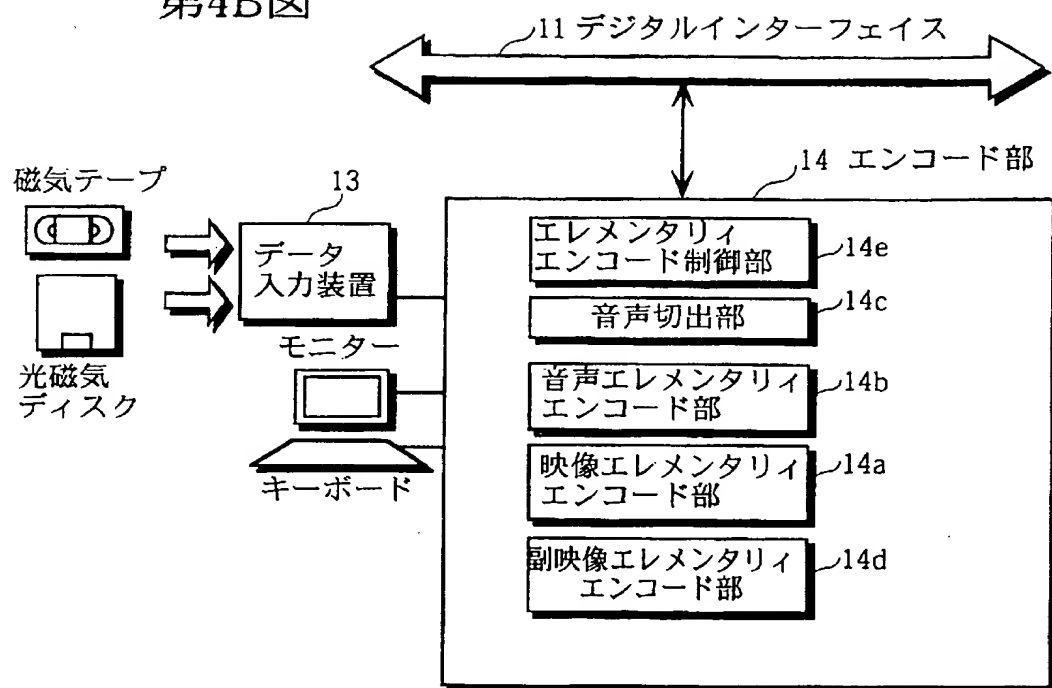 第4B図
11 デジタルインターフェイス
14 エンコード部
磁気テープ
13
データ
入力装置
エレメンタリィ
エンコード制御部
14e
音声切出部
14c
モニター
光磁気
ディスク
音声エレメンタリィ
エンコード部
14b
映像エレメンタリィ
エンコード部
14a
キーボード
副映像エレメンタリィ
エンコード部
14d